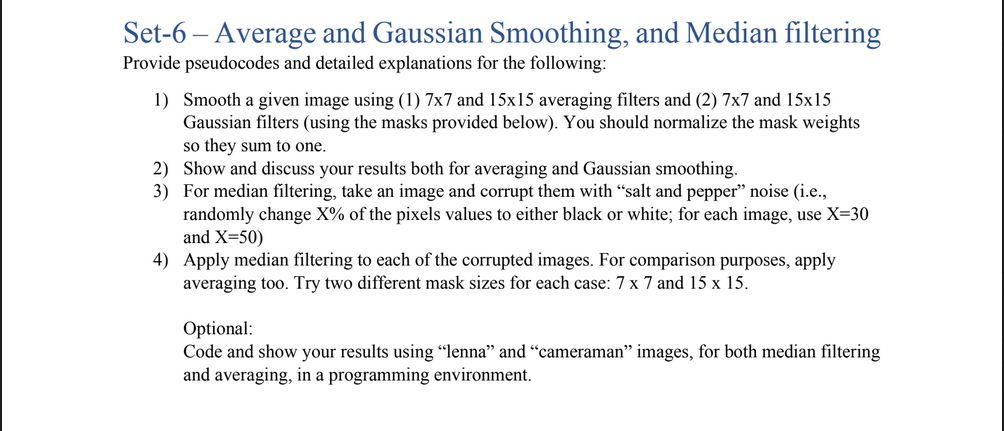 Set-6 – Average and Gaussian Smoothing, and Median filtering
Provide pseudocodes and detailed explanations for the following:
1) Smooth a given image using (1) 7x7 and 15x15 averaging filters and (2) 7x7 and 15x15
Gaussian filters (using the masks provided below). You should normalize the mask weights
so they sum to one.
2) Show and discuss your results both for averaging and Gaussian smoothing.
3) For median filtering, take an image and corrupt them with “salt and pepper” noise (i.e.,
randomly change X% of the pixels values to either black or white; for each image, use X=30
and X=50)
4) Apply median filtering to each of the corrupted images. For comparison purposes, apply
averaging too. Try two different mask sizes for each case: 7 x 7 and 15 x 15.
Optional:
Code and show your results using “lenna” and “cameraman” images, for both median filtering
and averaging, in a programming environment.